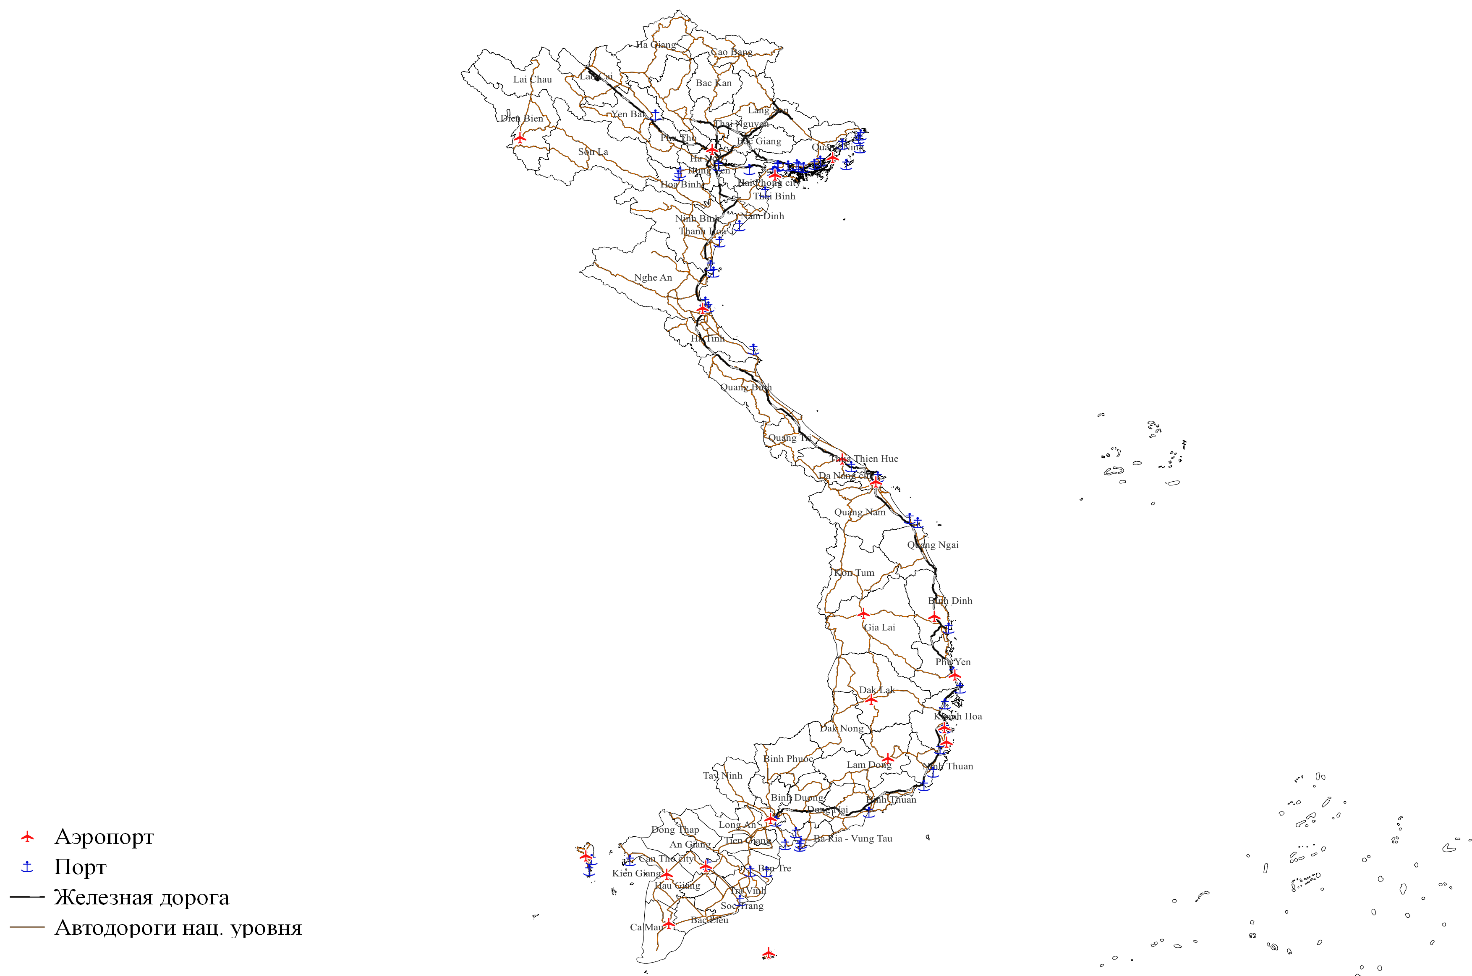 Ha Giang
Cao Bang
Lai Chau
Lao Cai
Bac Kan
Dien Bien
Yen Bai
Lang Son
Thai Nguyen
Phu Tho
Bac Giang
Son La
Quang Ninh
Hung Yen
Hoa Binh
Hai Phong city
Thai Binh
Ninh Binh
Nam Dinh
Thanh Hoa
Nghe An
Ha Tinh
Quang Binh
Quang Tri
Thua Thien Hue
Da Nang city
Quang Nam
Quang Ngai
Kon Tum
Binh Dinh
Gia Lai
Phu Yen
Dak Lak
Khanh Hoa
Dak Nong
Binh Phuoc
Lam Dong
Ninh Thuan
Tay Ninh
Binh Duong
Binh Thuan
Dong Nai
Long An
Dong Thap
Tien Giang
Ba Ria - Vung Tau
An Giang
Can Tho city
Kien Giang
Ben Tre
Hau Giang
Tra Vinh
Soc Trang
Bac Lieu
Ca Mau
Аэропорт
Порт
Железная дорога
Автодороги нац. уровня